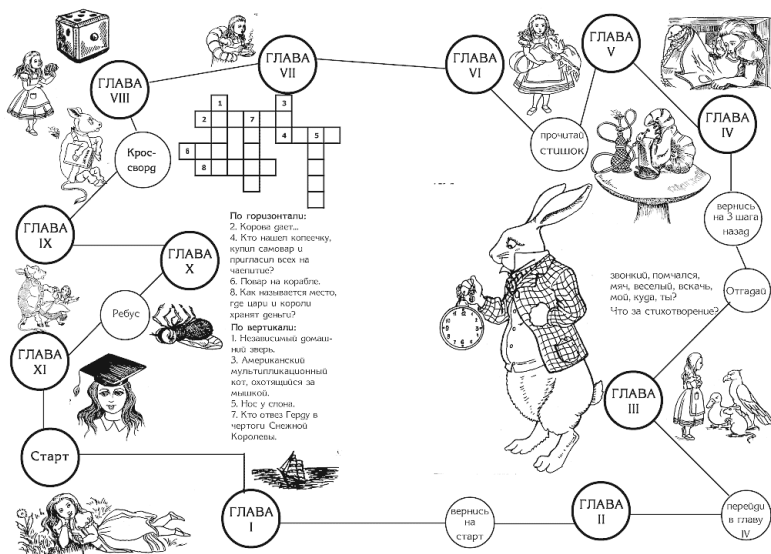 ГЛАВА
VII
ГЛАВА
VI
ГЛАВА
V
ГЛАВА
VIII
ГЛАВА
IV
1
3
2
7
4
5
6
8
прочитай
стишок
Крос-
сворд
вернись
на 3 шага
назад
ГЛАВА
IX
ГЛАВА
X
По горизонтали:
2. Корова дает...
4. Кто нашел копеечку,
купил самовар и
пригласил всех на
чаепитие?
6. Повар на корабле.
8. Как называется место,
где цари и короли
хранят деньги?
По вертикали:
1. Независимый домаш-
ний зверь.
3. Американский
мультипликационный
кот, охотящийся за
мышкой.
5. Нос у слона.
7. Кто отвез Герду в
чертоги Снежной
Королевы.
звонкий, помчался,
мяч, веселый, вскачь,
мой, куда, ты?
Что за стихотворение?
Отгадай
Ребус
ГЛАВА
XI
ГЛАВА
III
Старт
ГЛАВА
I
вернись
на
старт
ГЛАВА
II
перейди
в главу
IV